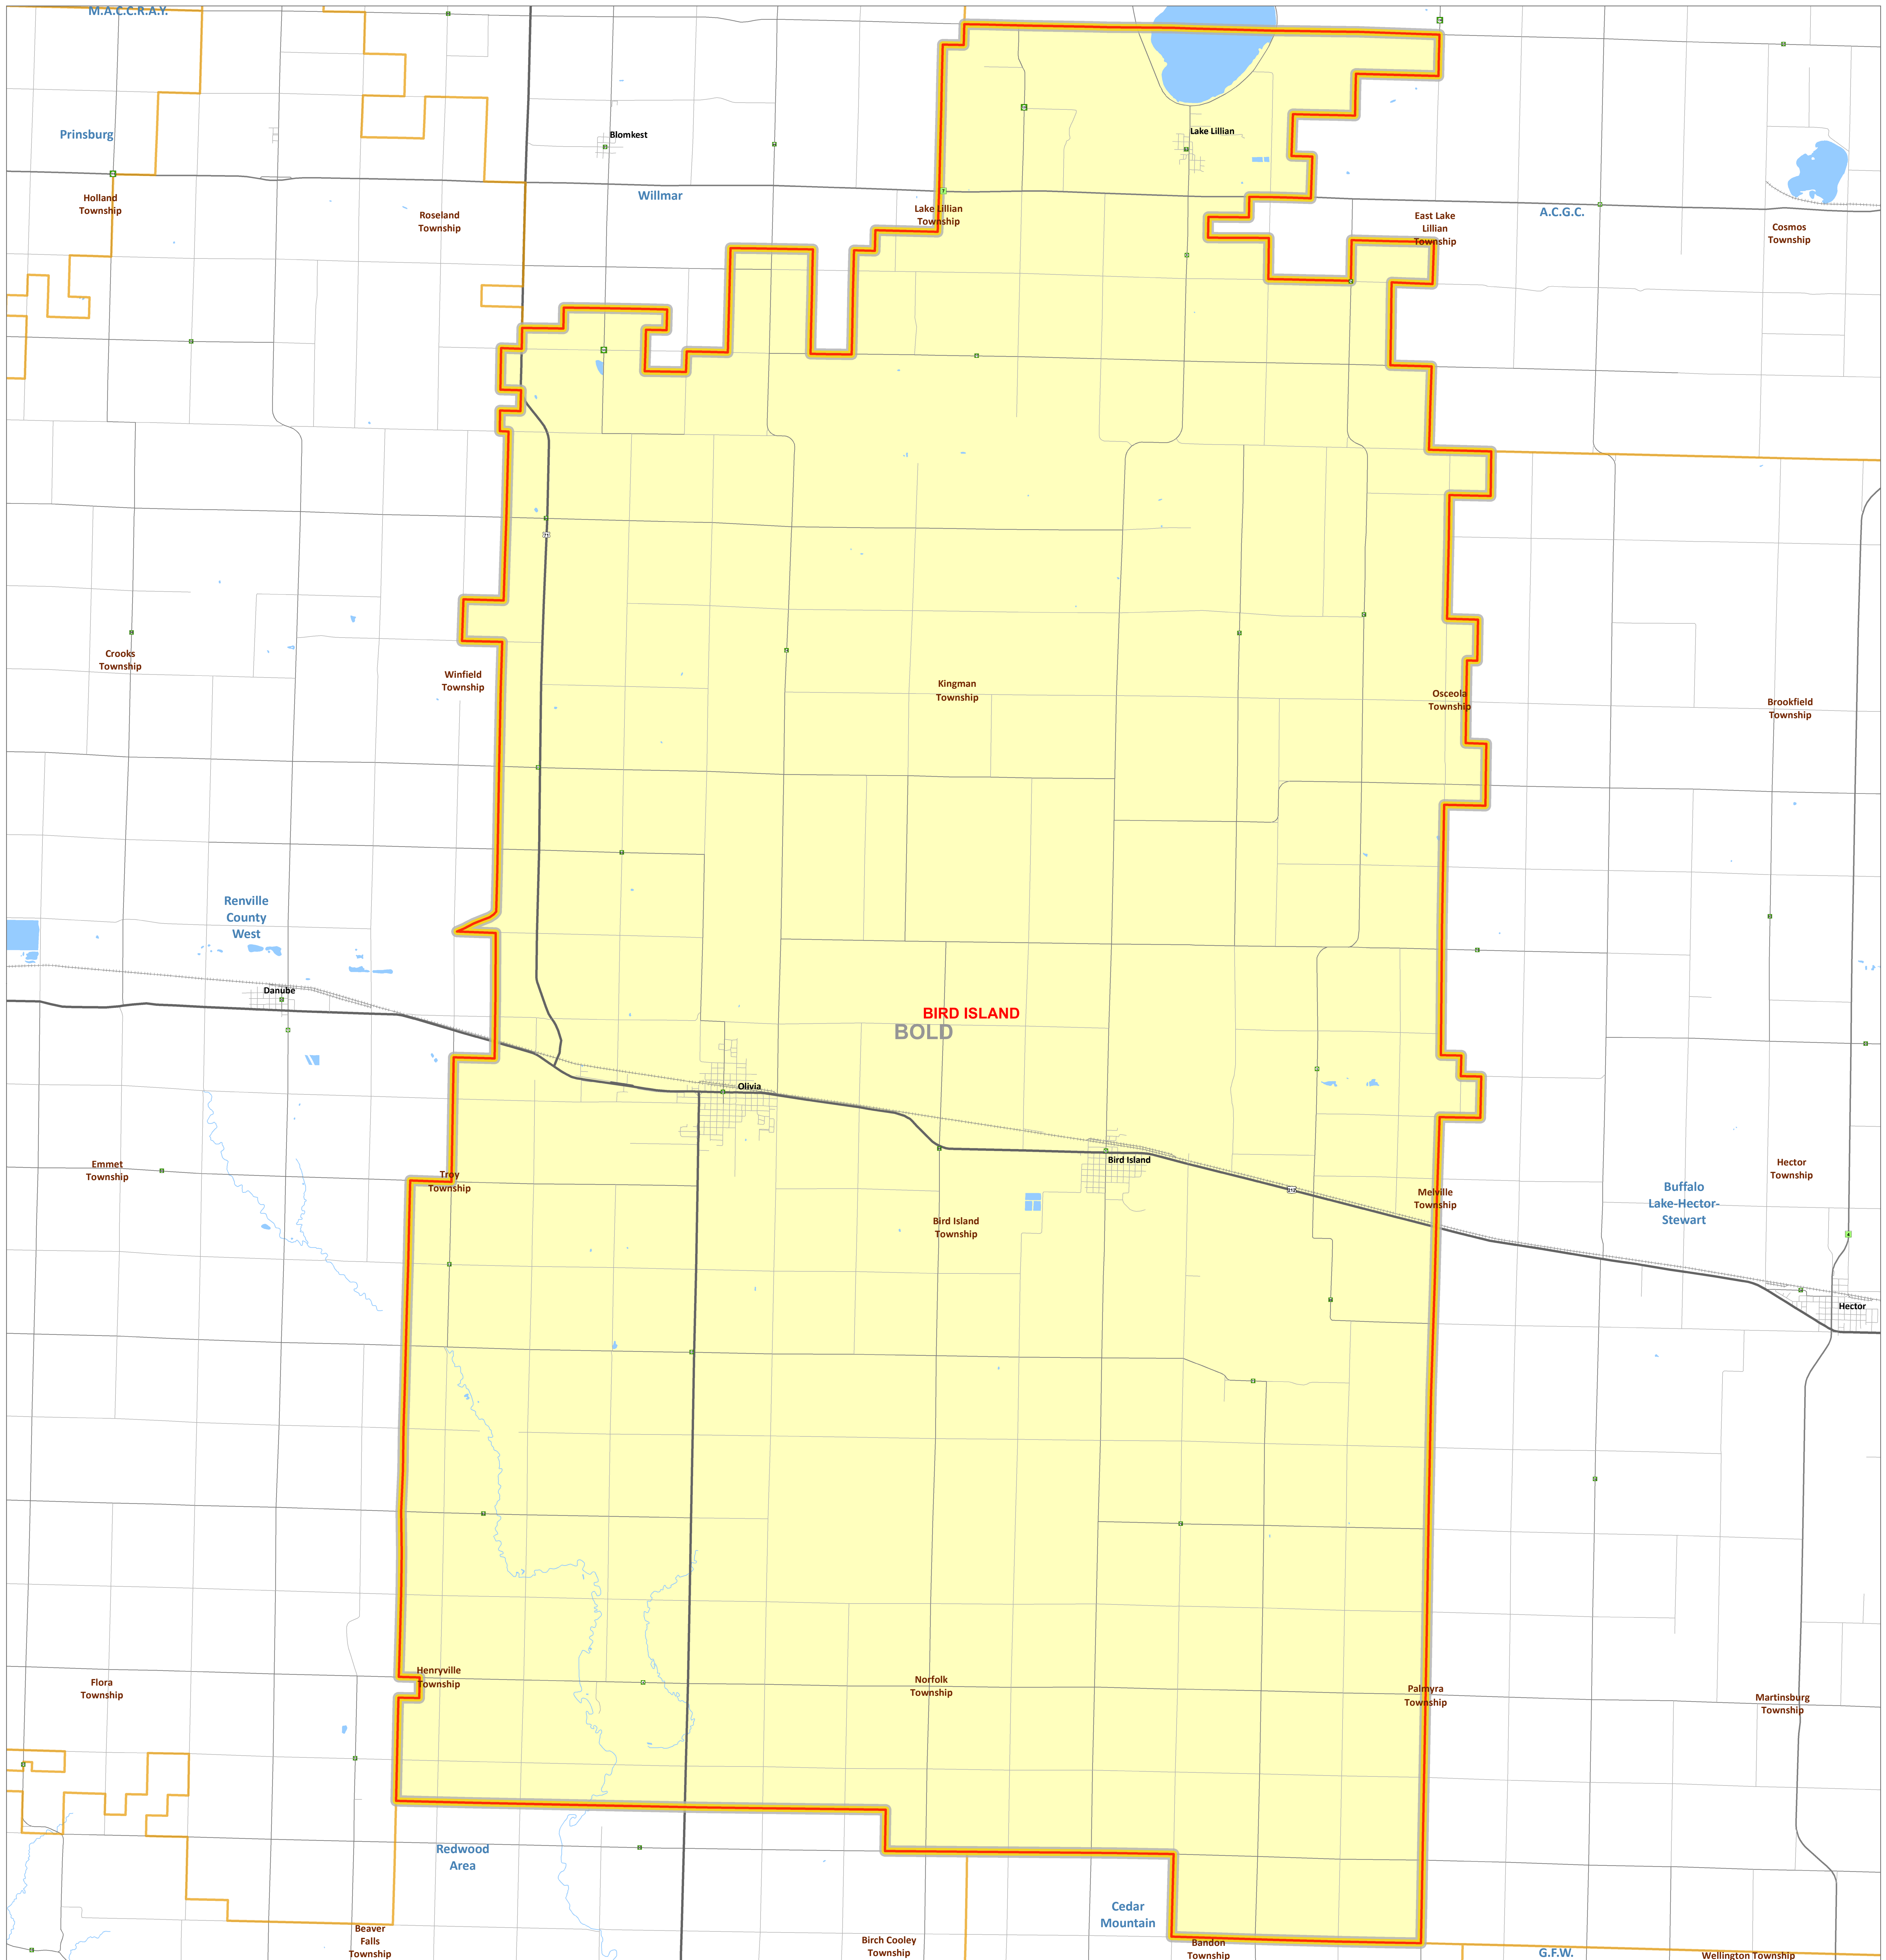 M.A.C.C.R.A.Y.
Prinsburg
Blomkest
Lake Lillian
Holland
Township
Roseland
Township
Willmar
Lake Lillian
Township
East Lake
Lillian
Township
A.C.G.C.
Cosmos
Township
Crooks
Township
Winfield
Township
Kingman
Township
Osceola
Township
Brookfield
Township
Renville
County
West
Danube
BIRD ISLAND
BOLD
Olivia
Bird Island
Emmet
Township
Troy
Township
Bird Island
Township
Melville
Township
Buffalo
Lake-Hector-
Stewart
Hector
Township
Hector
Flora
Township
Henryville
Township
Norfolk
Township
Palmyra
Township
Martinsburg
Township
Redwood
Area
Cedar
Mountain
Beaver
Falls
Township
Birch Cooley
Township
Bandon
Township
G.F.W.
Wellington Township